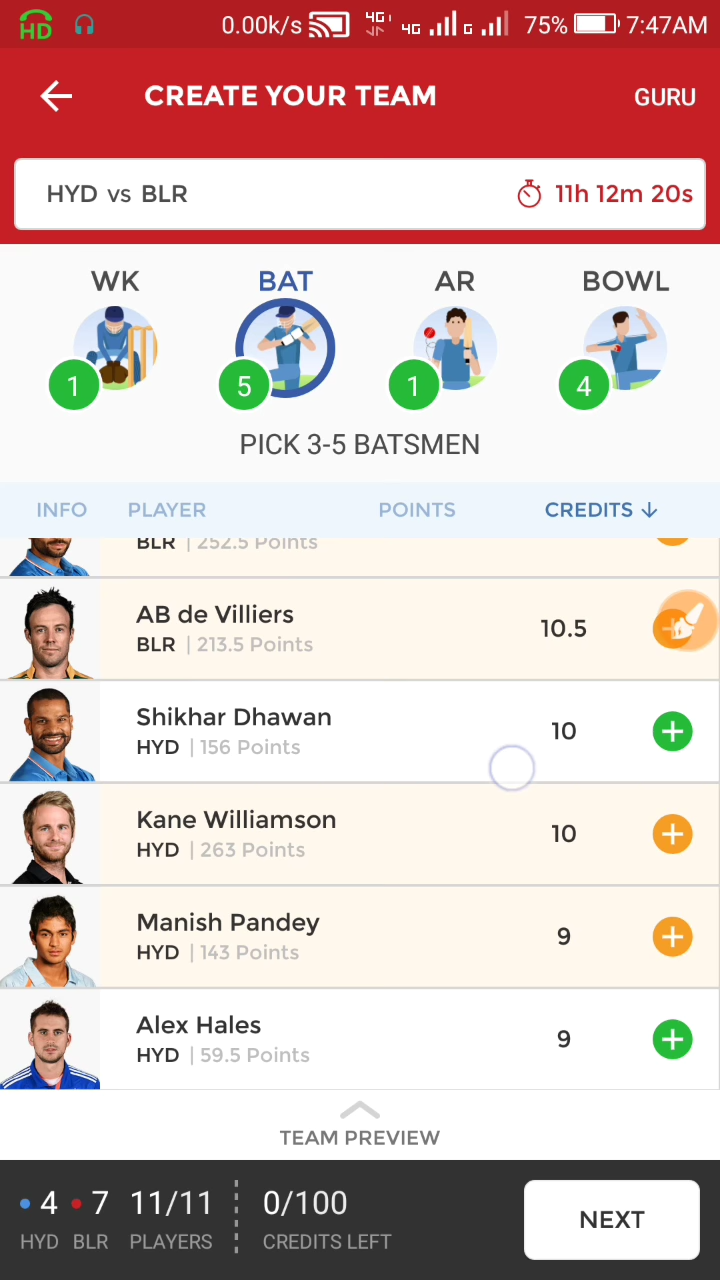 HD 0.00k/s 4G 4G G 75% 7:47AM
CREATE YOUR TEAM GURU
HYD vs BLR 11h 12m 20s
WK BAT AR BOWL
1 5 1 4
PICK 3-5 BATSMEN
INFO PLAYER POINTS CREDITS ↓
BLR | 252.5 Points
AB de Villiers
10.5
BLR | 213.5 Points
Shikhar Dhawan
10
HYD | 156 Points
Kane Williamson
10
HYD | 263 Points
Manish Pandey
9
HYD | 143 Points
Alex Hales
9
HYD | 59.5 Points
TEAM PREVIEW
4 7 11/11 0/100
HYD BLR PLAYERS CREDITS LEFT
NEXT